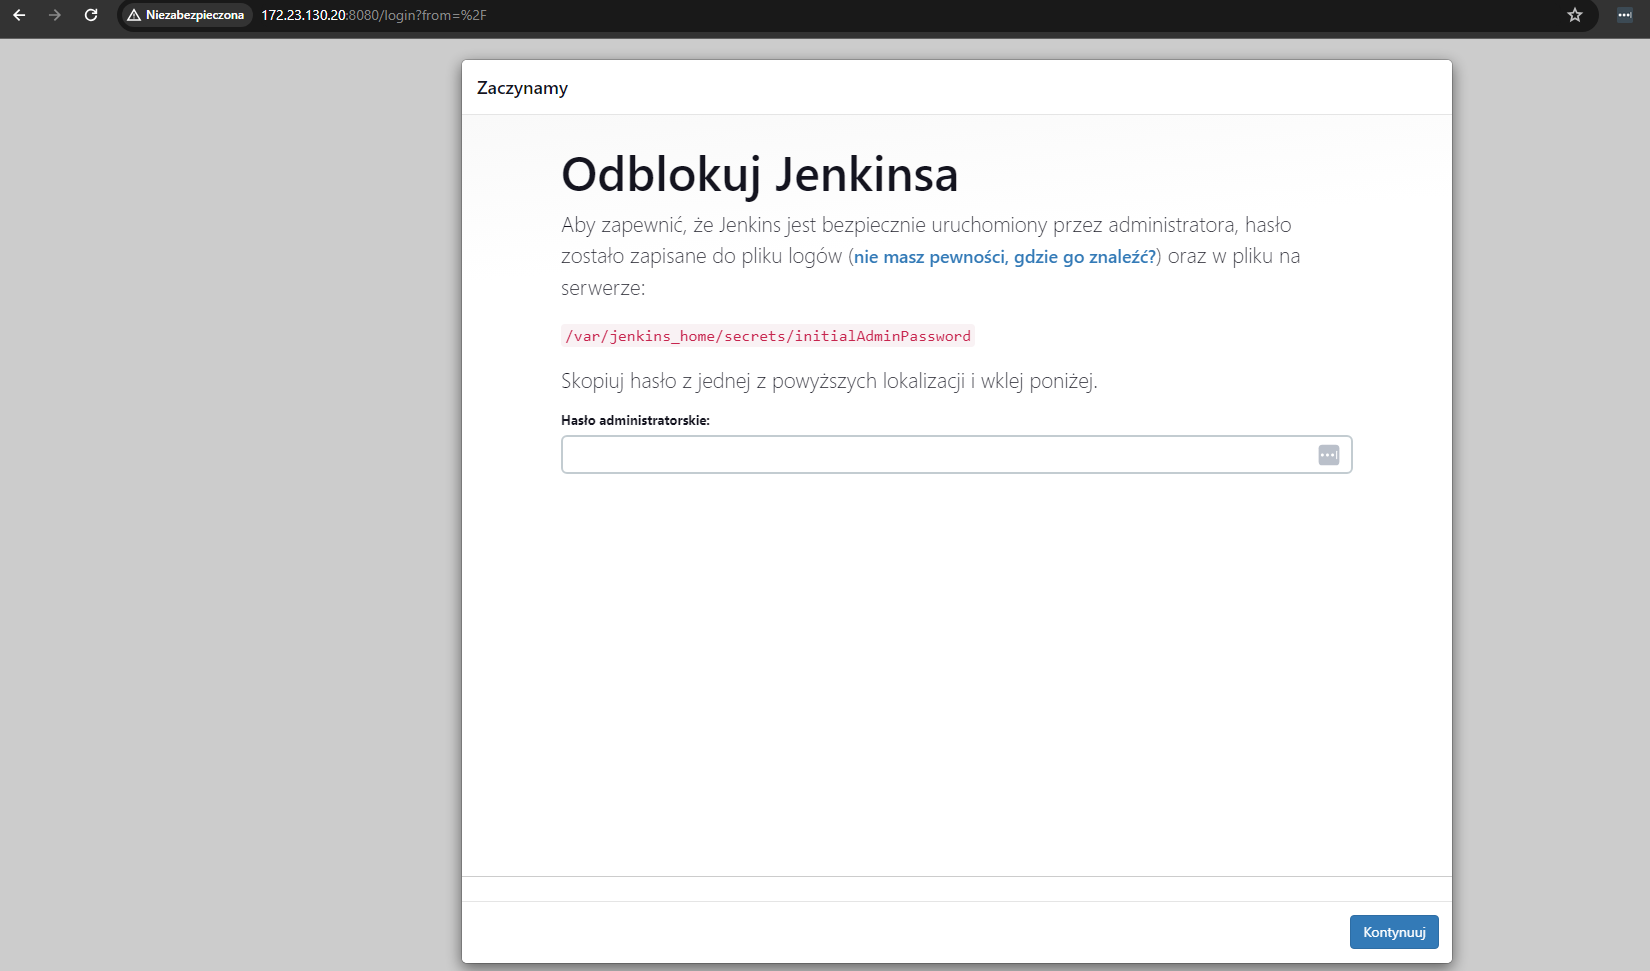 Niezabezpieczona 172.23.130.20:8080/login?from=%2F
Zaczynamy
Odblokuj Jenkinsa
Aby zapewnić, że Jenkins jest bezpiecznie uruchomiony przez administratora, hasło
zostało zapisane do pliku logów (nie masz pewności, gdzie go znaleźć?) oraz w pliku na
serwerze:
/var/jenkins_home/secrets/initialAdminPassword
Skopiuj hasło z jednej z powyższych lokalizacji i wklej poniżej.
Hasło administratorskie:
Kontynuuj